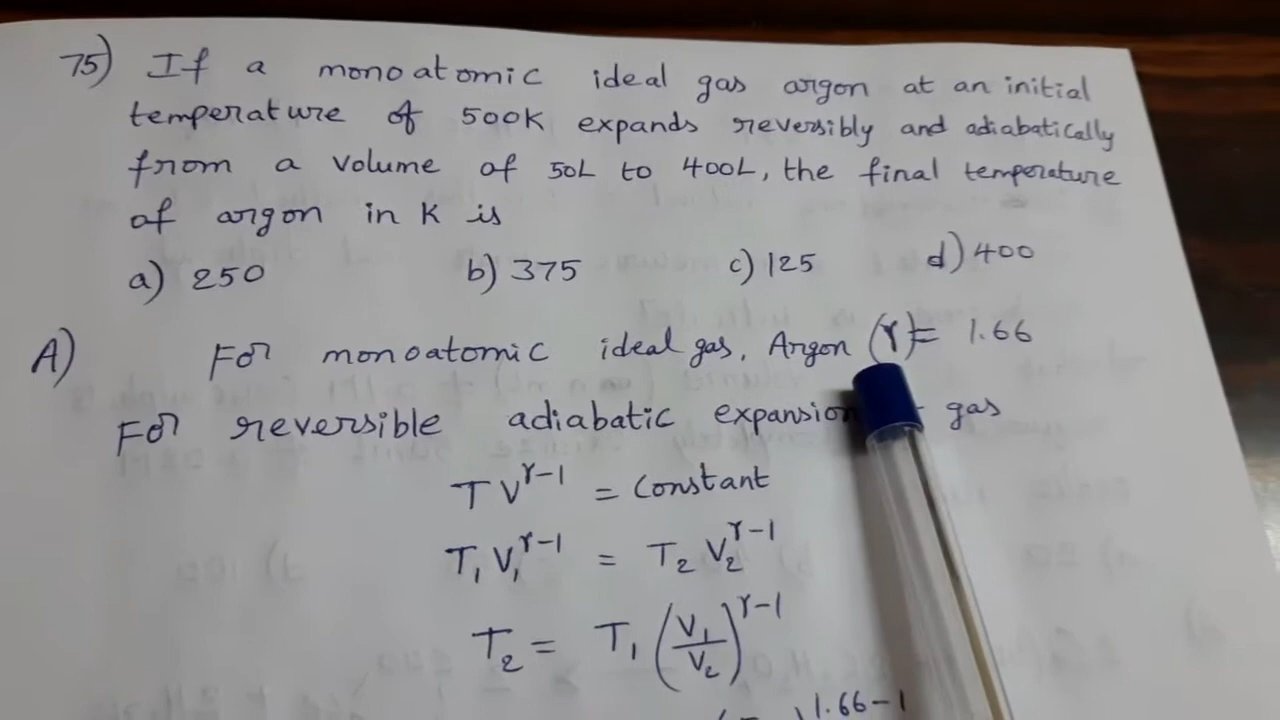 75) If a monoatomic ideal gas argon at an initial
temperature of 500K expands reversibly and adiabatically
from a volume of 50L to 400L, the final temperature
of argon in K is
a) 250 b) 375 c) 125 d) 400
A) For monoatomic ideal gas, Argon (γ)= 1.66
For reversible adiabatic expansion gas
TV^γ-1 = constant
T₁V₁^γ-1 = T₂V₂^γ-1
T₂ = T₁(V₁/V₂)^γ-1
1.66-1